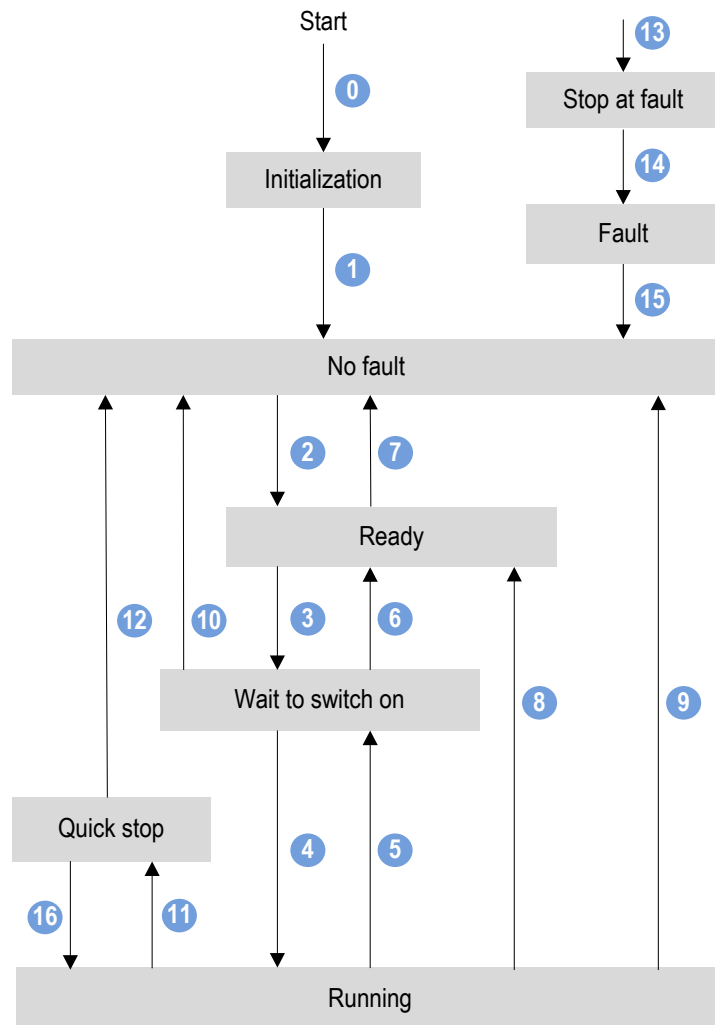 Start
13
0
Stop at fault
Initialization
14
Fault
1
15
No fault
2
7
Ready
12
10
3
6
Wait to switch on
8
9
Quick stop
4
5
16
11
Running